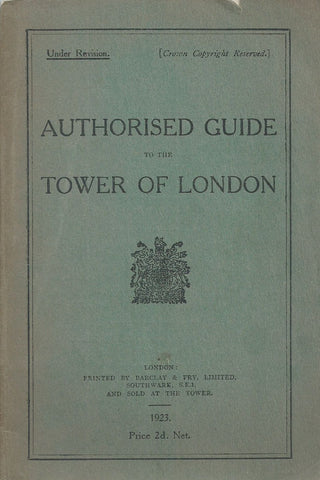 Under Revision. [Crown Copyright Reserved.]
AUTHORISED GUIDE
TO THE
TOWER OF LONDON
LONDON:
PRINTED BY BARCLAY & FRY, LIMITED,
SOUTHWARK, S.E.1.
AND SOLD AT THE TOWER.
1923.
Price 2d. Net.